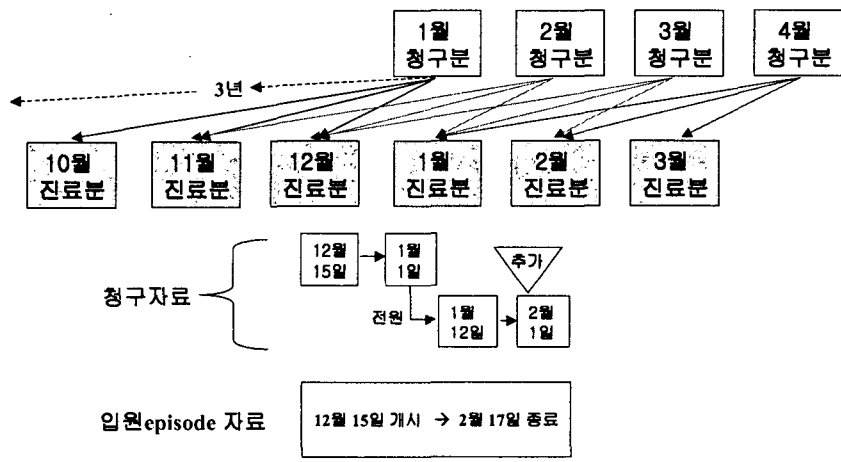 1월
청구분
2월
청구분
3월
청구분
4월
청구분
3년
10월
진료분
11월
진료분
12월
진료분
1월
진료분
2월
진료분
3월
진료분
청구자료
12월
15일
1월
1일
추가
전원
1월
12일
2월
1일
입원episode 자료
12월 15일 개시 → 2월 17일 종료